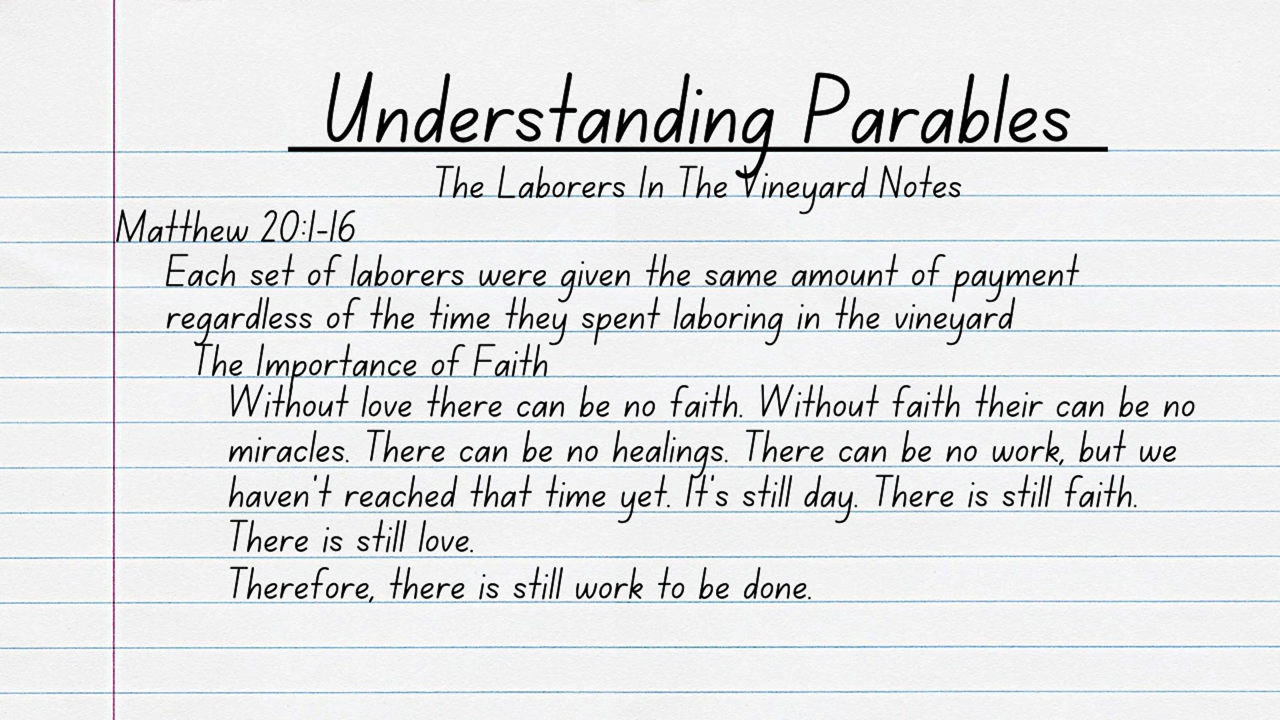 Understanding Parables
The Laborers In The Vineyard Notes
Matthew 20:1-16
Each set of laborers were given the same amount of payment
regardless of the time they spent laboring in the vineyard
The Importance of Faith
Without love there can be no faith. Without faith their can be no
miracles. There can be no healings. There can be no work, but we
haven't reached that time yet. It's still day. There is still faith.
There is still love.
Therefore, there is still work to be done.